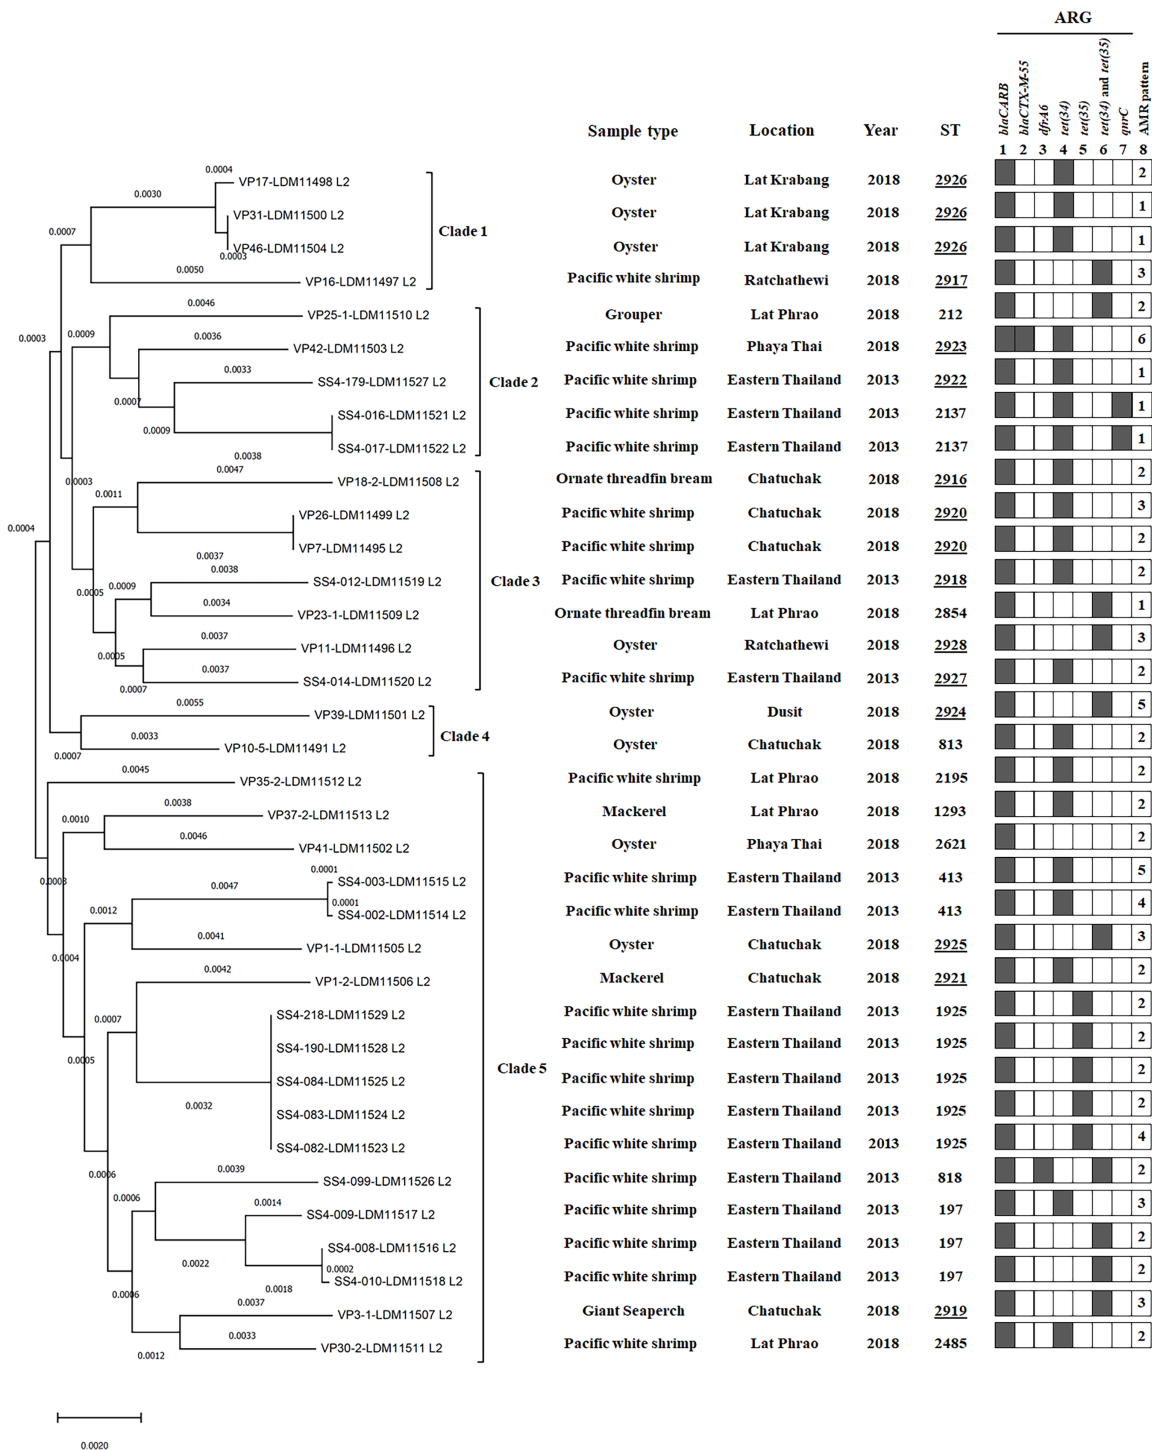 ARG
blaCARB
blaCTX-M-55
dfrA6
tet(34)
tet(35)
tet(34) and tet(35)
qnrC
AMR pattern
Sample type Location Year ST 1 2 3 4 5 6 7 8
0.0004
VP17-LDM11498 L2 Oyster Lat Krabang 2018 2926 2
0.0030
VP31-LDM11500 L2 Oyster Lat Krabang 2018 2926 1
0.0007 Clade 1
VP46-LDM11504 L2 Oyster Lat Krabang 2018 2926 1
0.0003
0.0050
VP16-LDM11497 L2 Pacific white shrimp Ratchathewi 2018 2917 3
0.0046
VP25-1-LDM11510 L2 Grouper Lat Phrao 2018 212 2
0.0003 0.0009 0.0036
VP42-LDM11503 L2 Pacific white shrimp Phaya Thai 2018 2923 6
0.0033
SS4-179-LDM11527 L2 Clade 2 Pacific white shrimp Eastern Thailand 2013 2922 1
0.0007
SS4-016-LDM11521 L2 Pacific white shrimp Eastern Thailand 2013 2137 1
0.0009
SS4-017-LDM11522 L2 Pacific white shrimp Eastern Thailand 2013 2137 1
0.0038
0.0047
0.0003 VP18-2-LDM11508 L2 Ornate threadfin bream Chatuchak 2018 2916 2
0.0011
VP26-LDM11499 L2 Pacific white shrimp Chatuchak 2018 2920 3
0.0004
VP7-LDM11495 L2 Pacific white shrimp Chatuchak 2018 2920 2
0.0037
0.0038
SS4-012-LDM11519 L2 Clade 3 Pacific white shrimp Eastern Thailand 2013 2918 2
0.0005 0.0009
0.0034
VP23-1-LDM11509 L2 Ornate threadfin bream Lat Phrao 2018 2854 1
0.0037
VP11-LDM11496 L2 Oyster Ratchathewi 2018 2928 3
0.0005
0.0037
SS4-014-LDM11520 L2 Pacific white shrimp Eastern Thailand 2013 2927 2
0.0007
0.0055
VP39-LDM11501 L2 Oyster Dusit 2018 2924 5
0.0033 Clade 4
VP10-5-LDM11491 L2 Oyster Chatuchak 2018 813 2
0.0007
0.0045
VP35-2-LDM11512 L2 Pacific white shrimp Lat Phrao 2018 2195 2
0.0038
VP37-2-LDM11513 L2 Mackerel Lat Phrao 2018 1293 2
0.0010
0.0046
VP41-LDM11502 L2 Oyster Phaya Thai 2018 2621 2
0.0001
0.0003 0.0047 SS4-003-LDM11515 L2 Pacific white shrimp Eastern Thailand 2013 413 5
0.0001
0.0012 SS4-002-LDM11514 L2 Pacific white shrimp Eastern Thailand 2013 413 4
0.0041
VP1-1-LDM11505 L2 Oyster Chatuchak 2018 2925 3
0.0004
0.0042
VP1-2-LDM11506 L2 Mackerel Chatuchak 2018 2921 2
SS4-218-LDM11529 L2 Pacific white shrimp Eastern Thailand 2013 1925 2
0.0007
SS4-190-LDM11528 L2 Pacific white shrimp Eastern Thailand 2013 1925 2
0.0005 Clade 5
SS4-084-LDM11525 L2 Pacific white shrimp Eastern Thailand 2013 1925 2
0.0032
SS4-083-LDM11524 L2 Pacific white shrimp Eastern Thailand 2013 1925 2
SS4-082-LDM11523 L2 Pacific white shrimp Eastern Thailand 2013 1925 4
0.0006 0.0039
SS4-099-LDM11526 L2 Pacific white shrimp Eastern Thailand 2013 818 2
0.0006 0.0014
SS4-009-LDM11517 L2 Pacific white shrimp Eastern Thailand 2013 197 3
SS4-008-LDM11516 L2 Pacific white shrimp Eastern Thailand 2013 197 2
0.0022 0.0002
SS4-010-LDM11518 L2 Pacific white shrimp Eastern Thailand 2013 197 2
0.0006 0.0018
0.0037
VP3-1-LDM11507 L2 Giant Seaperch Chatuchak 2018 2919 3
0.0033
VP30-2-LDM11511 L2 Pacific white shrimp Lat Phrao 2018 2485 2
0.0012
0.0020